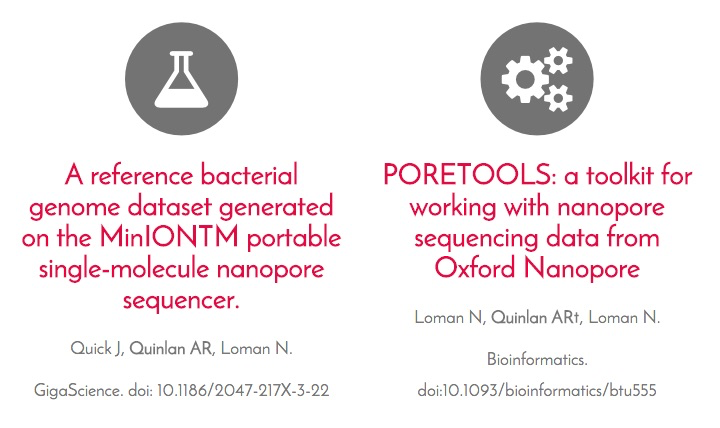 A reference bacterial
genome dataset generated
on the MinIONTM portable
single-molecule nanopore
sequencer.
Quick J, Quinlan AR, Loman N.
GigaScience. doi: 10.1186/2047-217X-3-22
PORETOOLS: a toolkit for
working with nanopore
sequencing data from
Oxford Nanopore
Loman N, Quinlan ARt, Loman N.
Bioinformatics.
doi:10.1093/bioinformatics/btu555